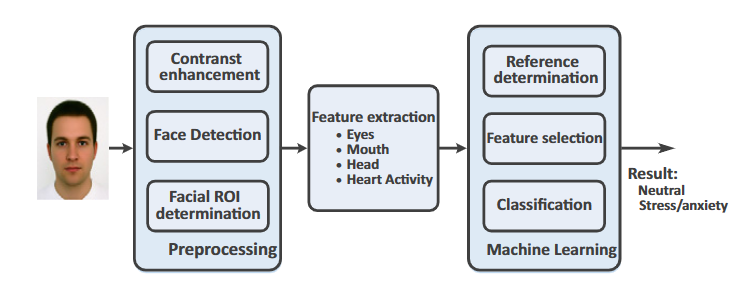 Contranst
enhancement
Face Detection
Facial ROI
determination
Preprocessing
Feature extraction
• Eyes
• Mouth
• Head
• Heart Activity
Reference
determination
Feature selection
Classification
Machine Learning
Result:
Neutral
Stress/anxiety